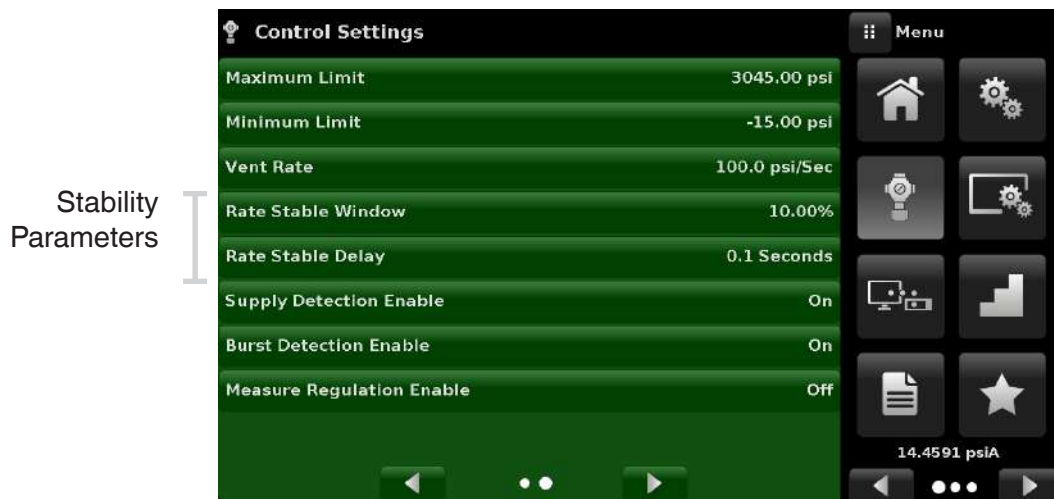 Control Settings
Menu
Maximum Limit 3045.00 psi
Minimum Limit -15.00 psi
Vent Rate 100.0 psi/Sec
Stability
Parameters
Rate Stable Window 10.00%
Rate Stable Delay 0.1 Seconds
Supply Detection Enable On
Burst Detection Enable On
Measure Regulation Enable Off
14.4591 psiA